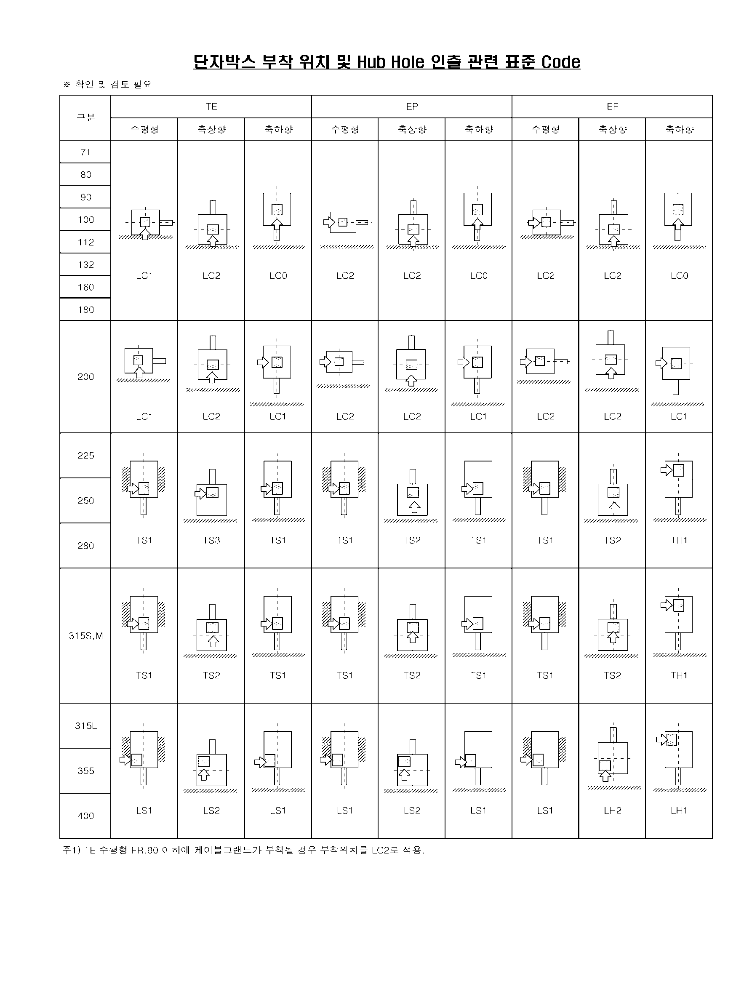 단자박스 부착 위치 및 Hub Hole 인출 관련 표준 Code
※ 확인 및 검토 필요
구분 TE EP EF
수평형 축상향 축하향 수평형 축상향 축하향 수평형 축상향 축하향
71
80
90
100
112
132
LC1 LC2 LC0 LC2 LC2 LC0 LC2 LC2 LC0
160
180
200
LC1 LC2 LC1 LC2 LC2 LC1 LC2 LC2 LC1
225
250
280
TS1 TS3 TS1 TS1 TS2 TS1 TS1 TS2 TH1
315S,M
TS1 TS2 TS1 TS1 TS2 TS1 TS1 TS2 TH1
315L
355
400
LS1 LS2 LS1 LS1 LS2 LS1 LS1 LH2 LH1
주1) TE 수평형 FR.80 이하에 케이블그랜드가 부착될 경우 부착위치를 LC2로 적용.